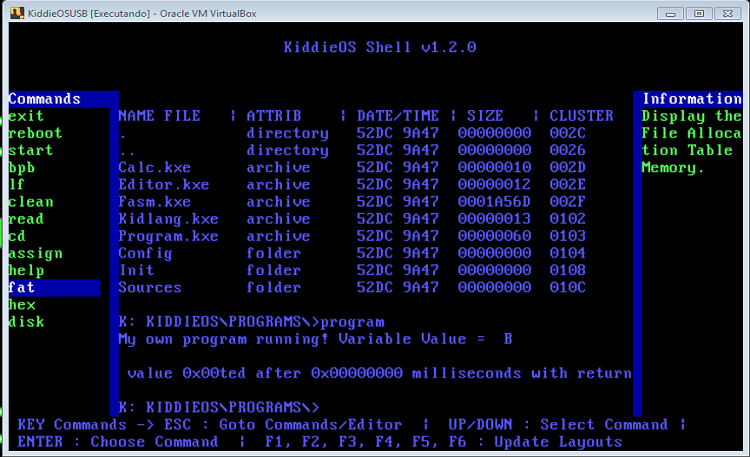 KiddieOSUSB [Executando] - Oracle VM VirtualBox
KiddieOS Shell v1.2.0
Commands
exit
reboot
start
bpb
lf
clean
read
cd
assign
help
fat
hex
disk
NAME FILE ¦ ATTRIB ¦ DATE/TIME ¦ SIZE ¦ CLUSTER
. directory 52DC 9A47 00000000 002C
.. directory 52DC 9A47 00000000 0026
Calc.kxe archive 52DC 9A47 00000010 002D
Editor.kxe archive 52DC 9A47 00000012 002E
Fasm.kxe archive 52DC 9A47 0001A56D 002F
Kidlang.kxe archive 52DC 9A47 00000013 0102
Program.kxe archive 52DC 9A47 00000060 0103
Config folder 52DC 9A47 00000000 0104
Init folder 52DC 9A47 00000000 0108
Sources folder 52DC 9A47 00000000 010C
K: KIDDIEOS\PROGRAMS\>program
My own program running! Variable Value = B
value 0x00ted after 0x00000000 milliseconds with return
K: KIDDIEOS\PROGRAMS\>
Information
Display the
File Alloca
tion Table
Memory.
KEY Commands -> ESC : Goto Commands/Editor ¦ UP/DOWN : Select Command ¦
ENTER : Choose Command ¦ F1, F2, F3, F4, F5, F6 : Update Layouts